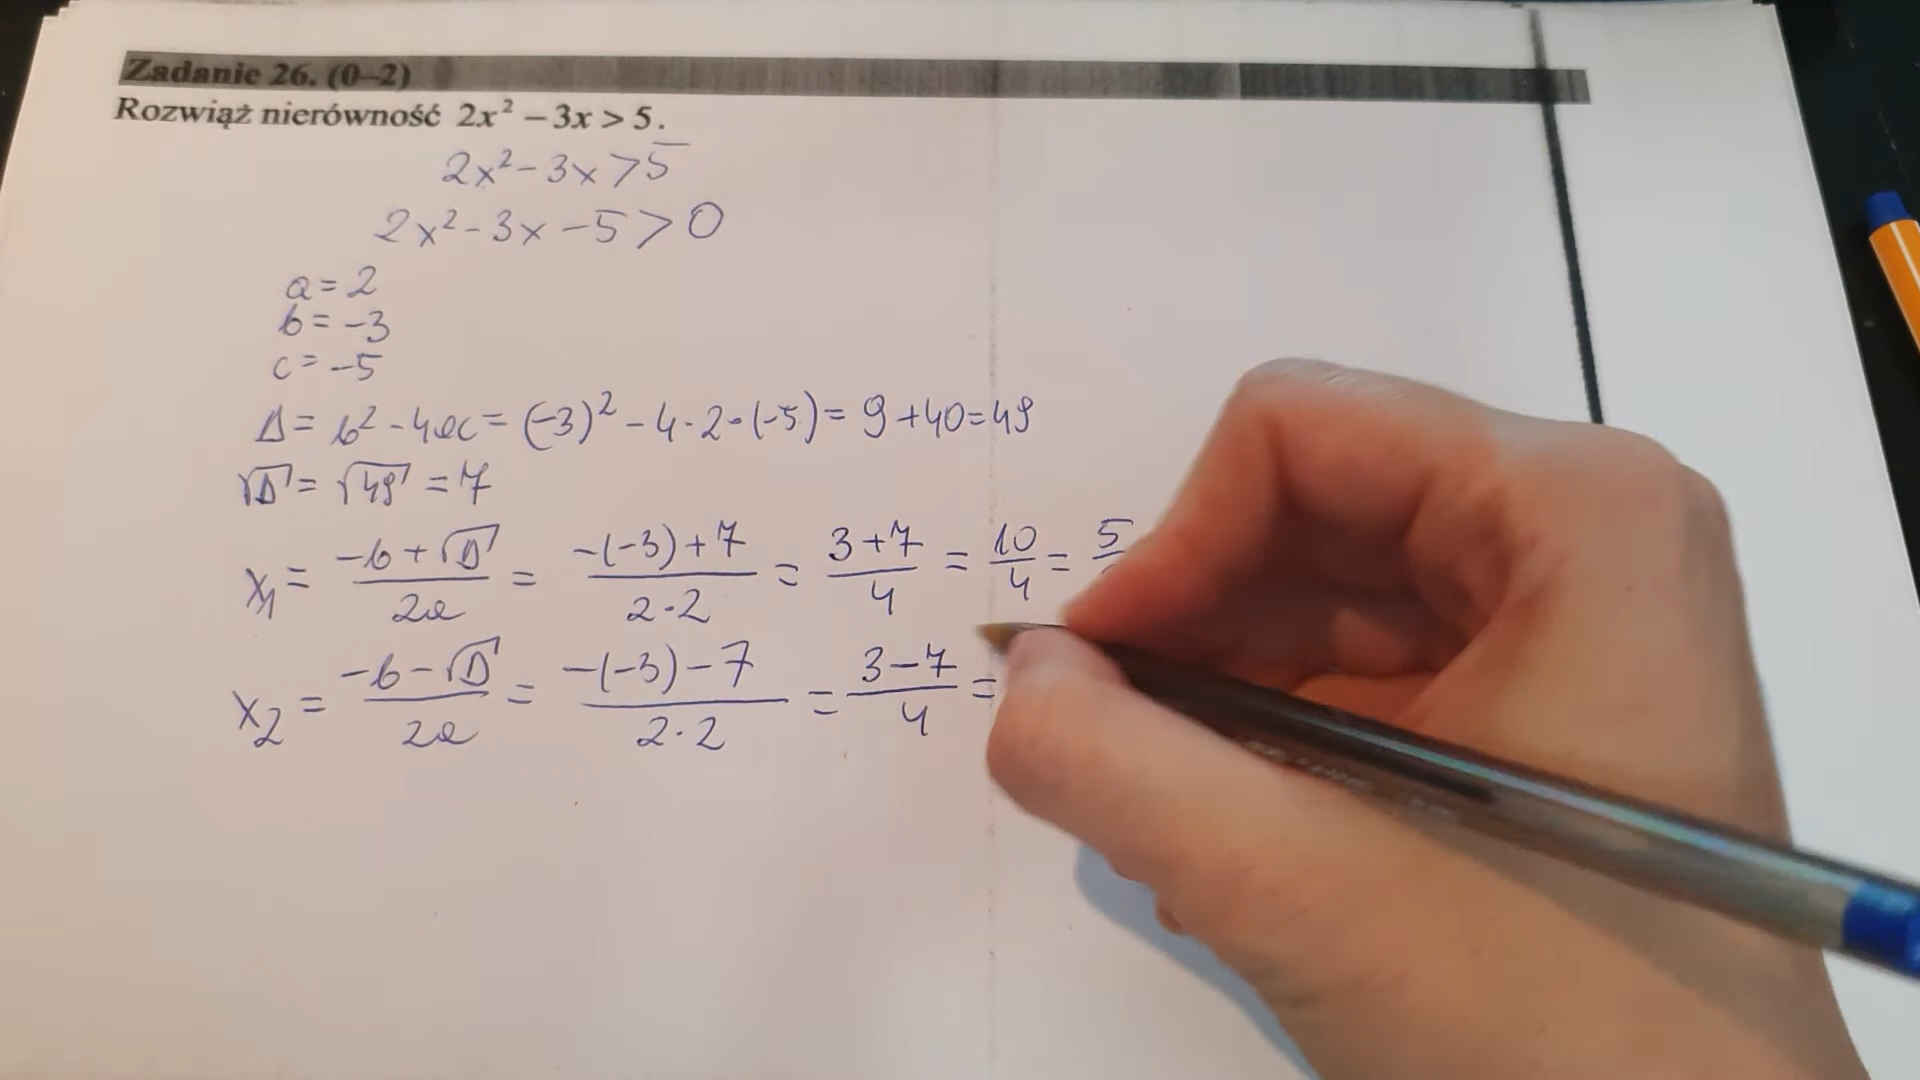 Zadanie 26. (0–2)
Rozwiąż nierówność 2x² – 3x > 5.
2x² - 3x > 5
2x² - 3x - 5 > 0
a = 2
b = -3
c = -5
Δ = b² - 4ac = (-3)² - 4·2·(-5) = 9 + 40 = 49
√Δ = √49 = 7
x₁ = (-b + √Δ)/(2a) = (-(-3) + 7)/(2·2) = (3 + 7)/4 = 10/4 = 5/
x₂ = (-b - √Δ)/(2a) = (-(-3) - 7)/(2·2) = (3 - 7)/4 =